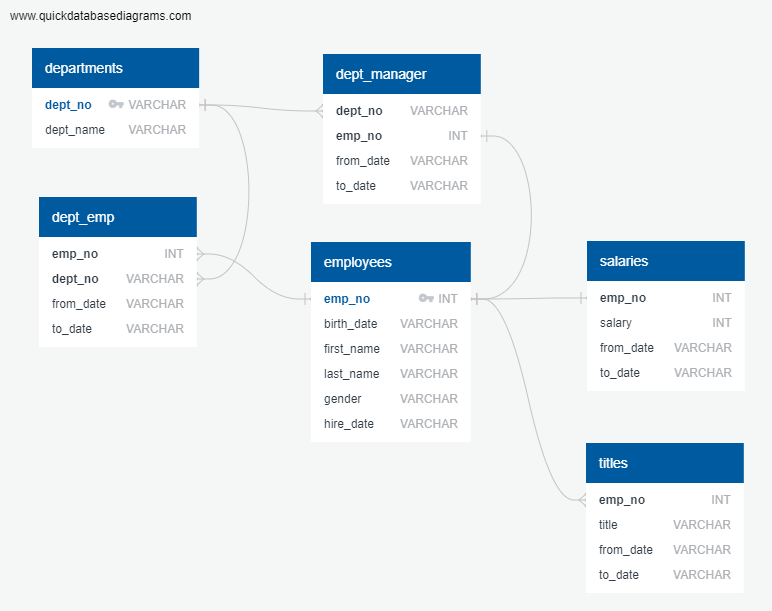 www.quickdatabasediagrams.com
departments
dept_no VARCHAR
dept_name VARCHAR
dept_manager
dept_no VARCHAR
emp_no INT
from_date VARCHAR
to_date VARCHAR
dept_emp
emp_no INT
dept_no VARCHAR
from_date VARCHAR
to_date VARCHAR
employees
emp_no INT
birth_date VARCHAR
first_name VARCHAR
last_name VARCHAR
gender VARCHAR
hire_date VARCHAR
salaries
emp_no INT
salary INT
from_date VARCHAR
to_date VARCHAR
titles
emp_no INT
title VARCHAR
from_date VARCHAR
to_date VARCHAR